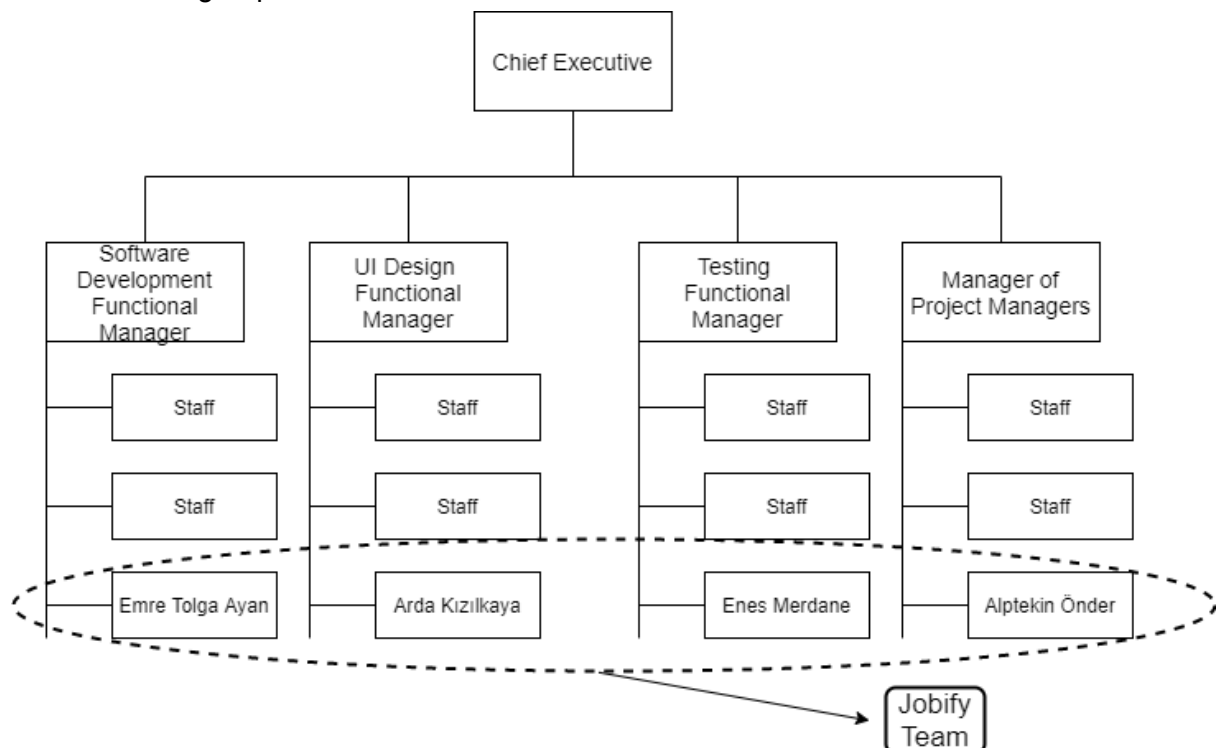 Chief Executive
Software
Development
Functional
Manager
UI Design
Functional
Manager
Testing
Functional
Manager
Manager of
Project Managers
Staff
Staff
Staff
Staff
Staff
Staff
Staff
Staff
Emre Tolga Ayan
Arda Kızılkaya
Enes Merdane
Alptekin Önder
Jobify
Team